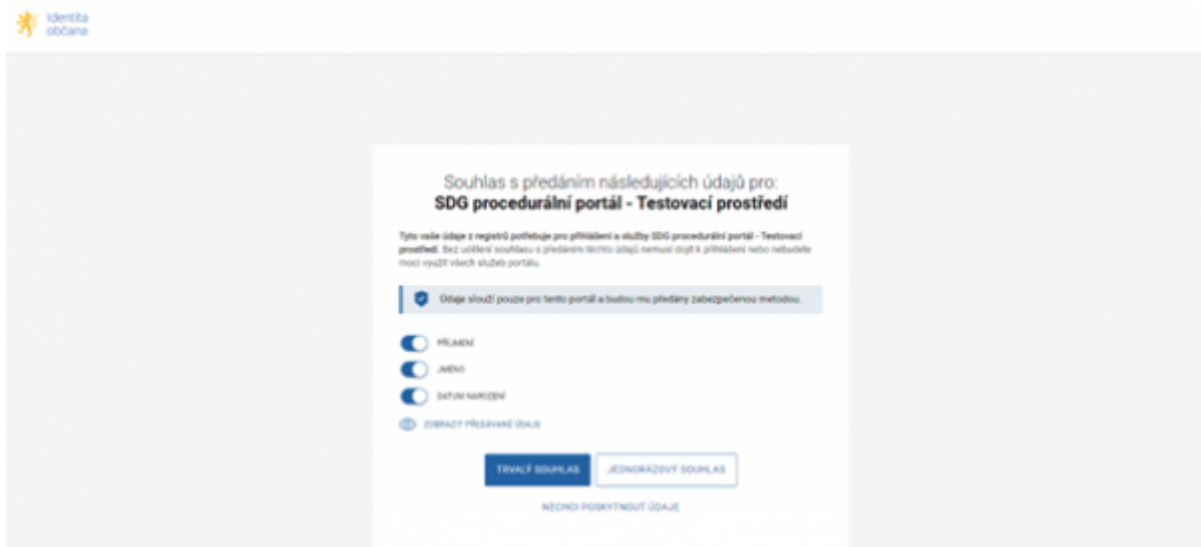 Identita
občana
Souhlas s předáním následujících údajů pro:
SDG procedurální portál - Testovací prostředí
Tyto vaše údaje z registrů potřebuje pro přihlášení a služby SDG procedurální portál - Testovací
prostředí. Bez udělení souhlasu s předáním těchto údajů nemusí dojít k přihlášení nebo nebudete
moci využít všech služeb portálu.
Údaje slouží pouze pro tento portál a budou mu předány zabezpečenou metodou.
PŘÍJMENÍ
JMÉNO
DATUM NAROZENÍ
ZOBRAZIT PŘEDÁVANÉ ÚDAJE
TRVALÝ SOUHLAS
JEDNORÁZOVÝ SOUHLAS
NECHCI POSKYTNOUT ÚDAJE